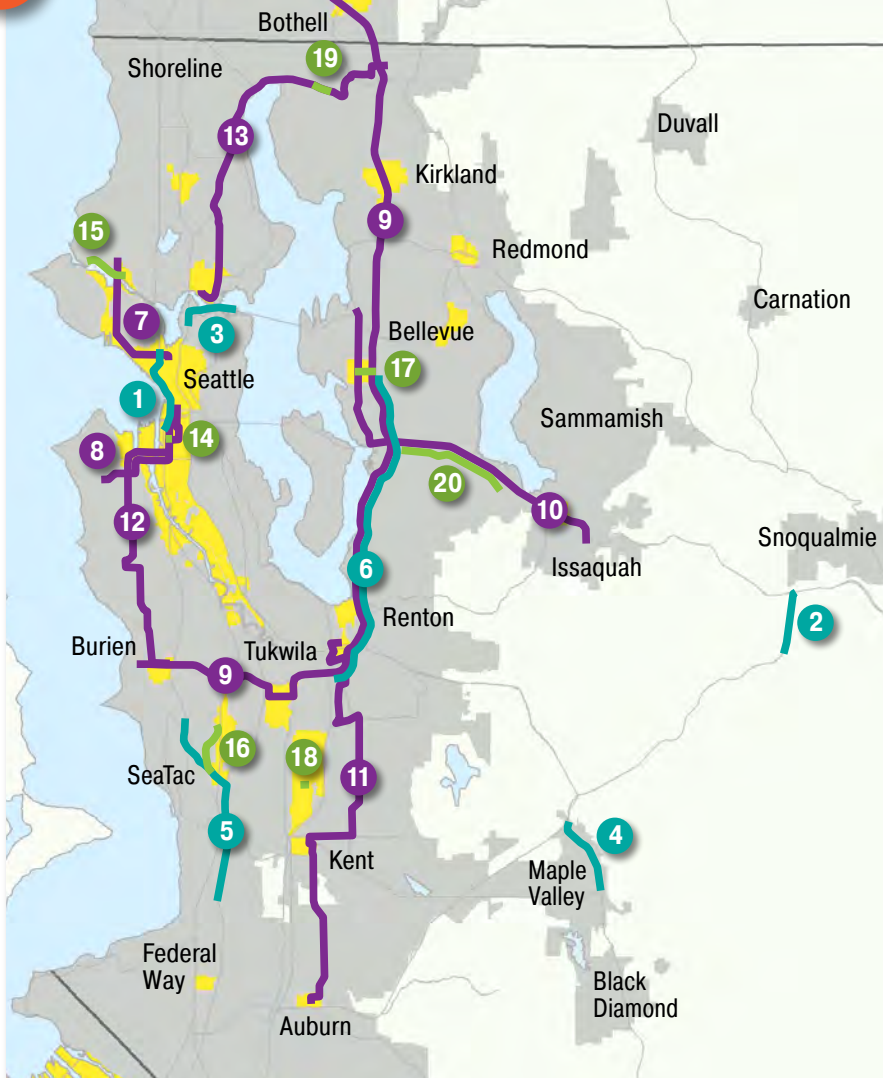 Bothell
19
Shoreline
13
Duvall
Kirkland
9
15
Redmond
Carnation
7
3
Bellevue
17
Seattle
1
Sammamish
14
8
20
10
12
Snoqualmie
Issaquah
6
2
Renton
Burien
Tukwila
9
16
18
SeaTac
11
5
4
Kent
Maple
Valley
Federal
Way
Black
Diamond
Auburn